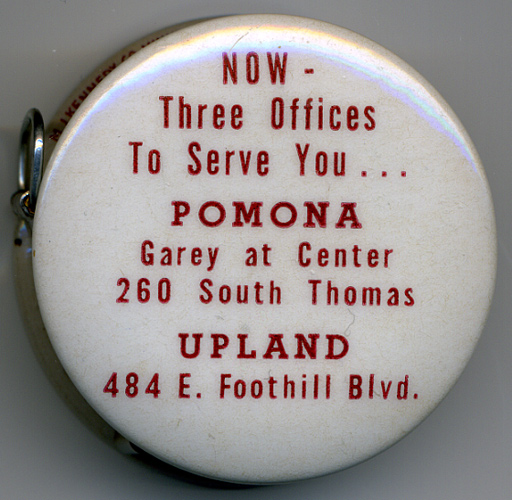 NOW -
Three Offices
To Serve You...
POMONA
Garey at Center
260 South Thomas
UPLAND
484 E. Foothill Blvd.